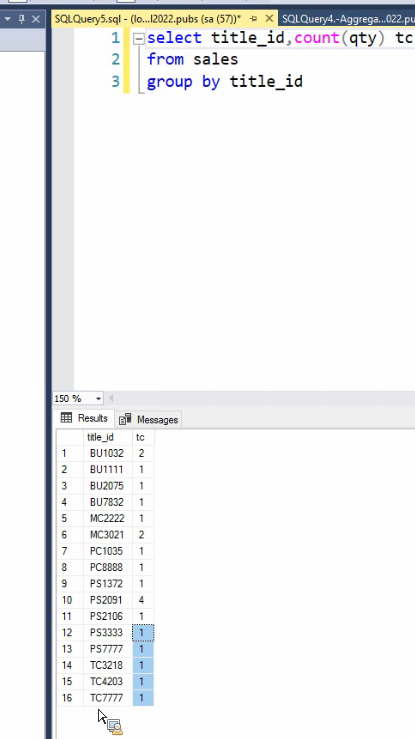 SQLQuery5.sql - (lo...l2022.pubs (sa (57))* SQLQuery4.-Aggrega...022.pu
1 select title_id,count(qty) tc
2 from sales
3 group by title_id
150 %
Results Messages
title_id tc
1 BU1032 2
2 BU1111 1
3 BU2075 1
4 BU7832 1
5 MC2222 1
6 MC3021 2
7 PC1035 1
8 PC8888 1
9 PS1372 1
10 PS2091 4
11 PS2106 1
12 PS3333 1
13 PS7777 1
14 TC3218 1
15 TC4203 1
16 TC7777 1